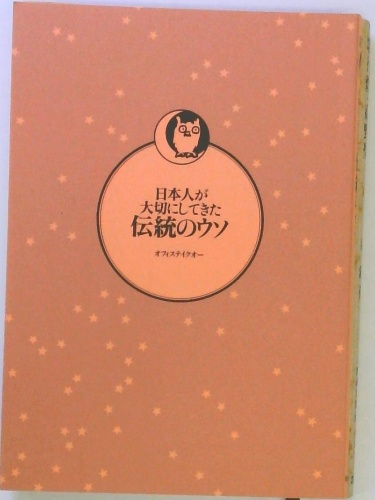 日本人が
大切にしてきた
伝統のウソ
オフィステイクオー